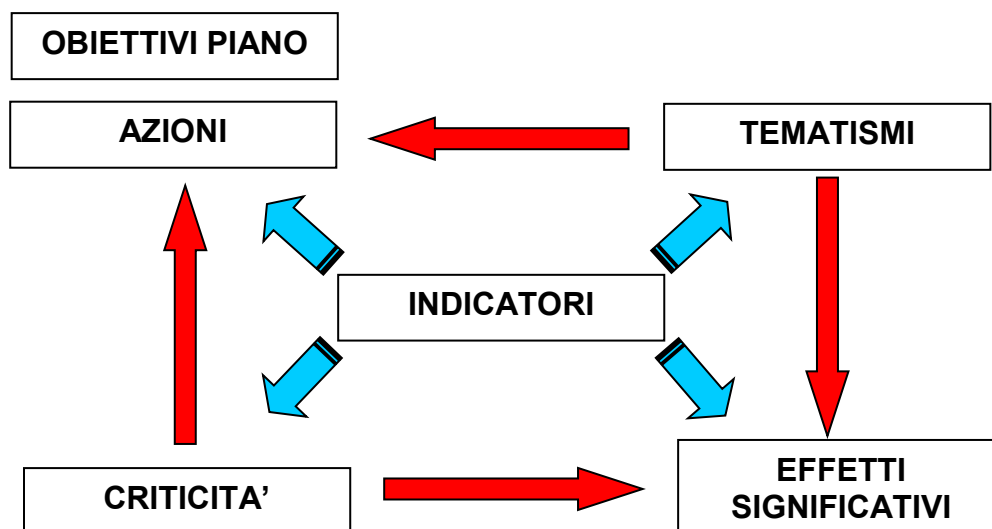 OBIETTIVI PIANO
AZIONI
TEMATISMI
INDICATORI
CRITICITA’
EFFETTI
SIGNIFICATIVI